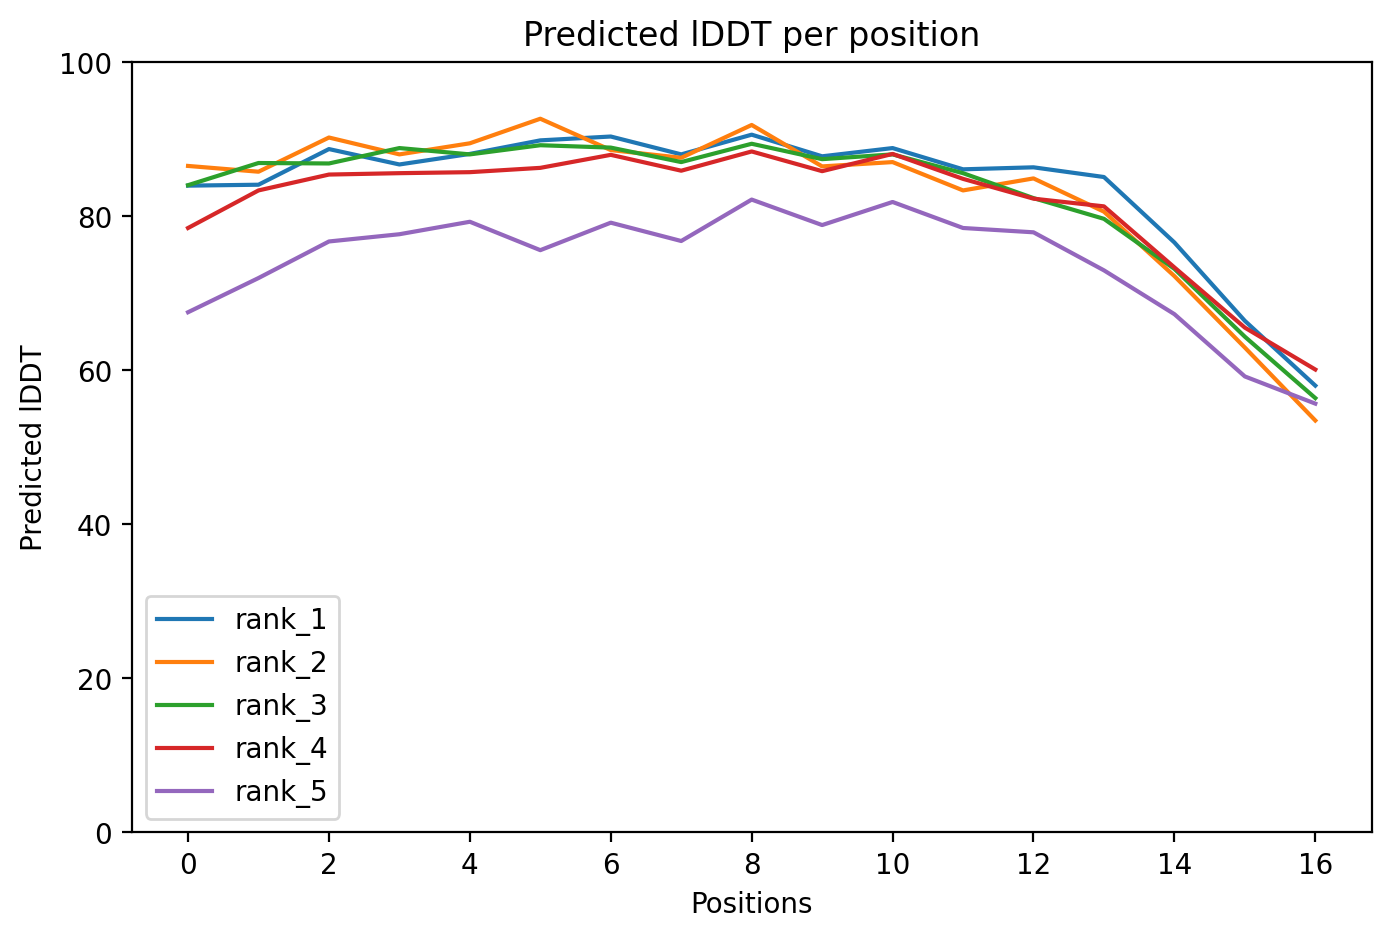 Predicted lDDT per position
100
80
60
40
20
0
Predicted lDDT
rank_1
rank_2
rank_3
rank_4
rank_5
0 2 4 6 8 10 12 14 16
Positions